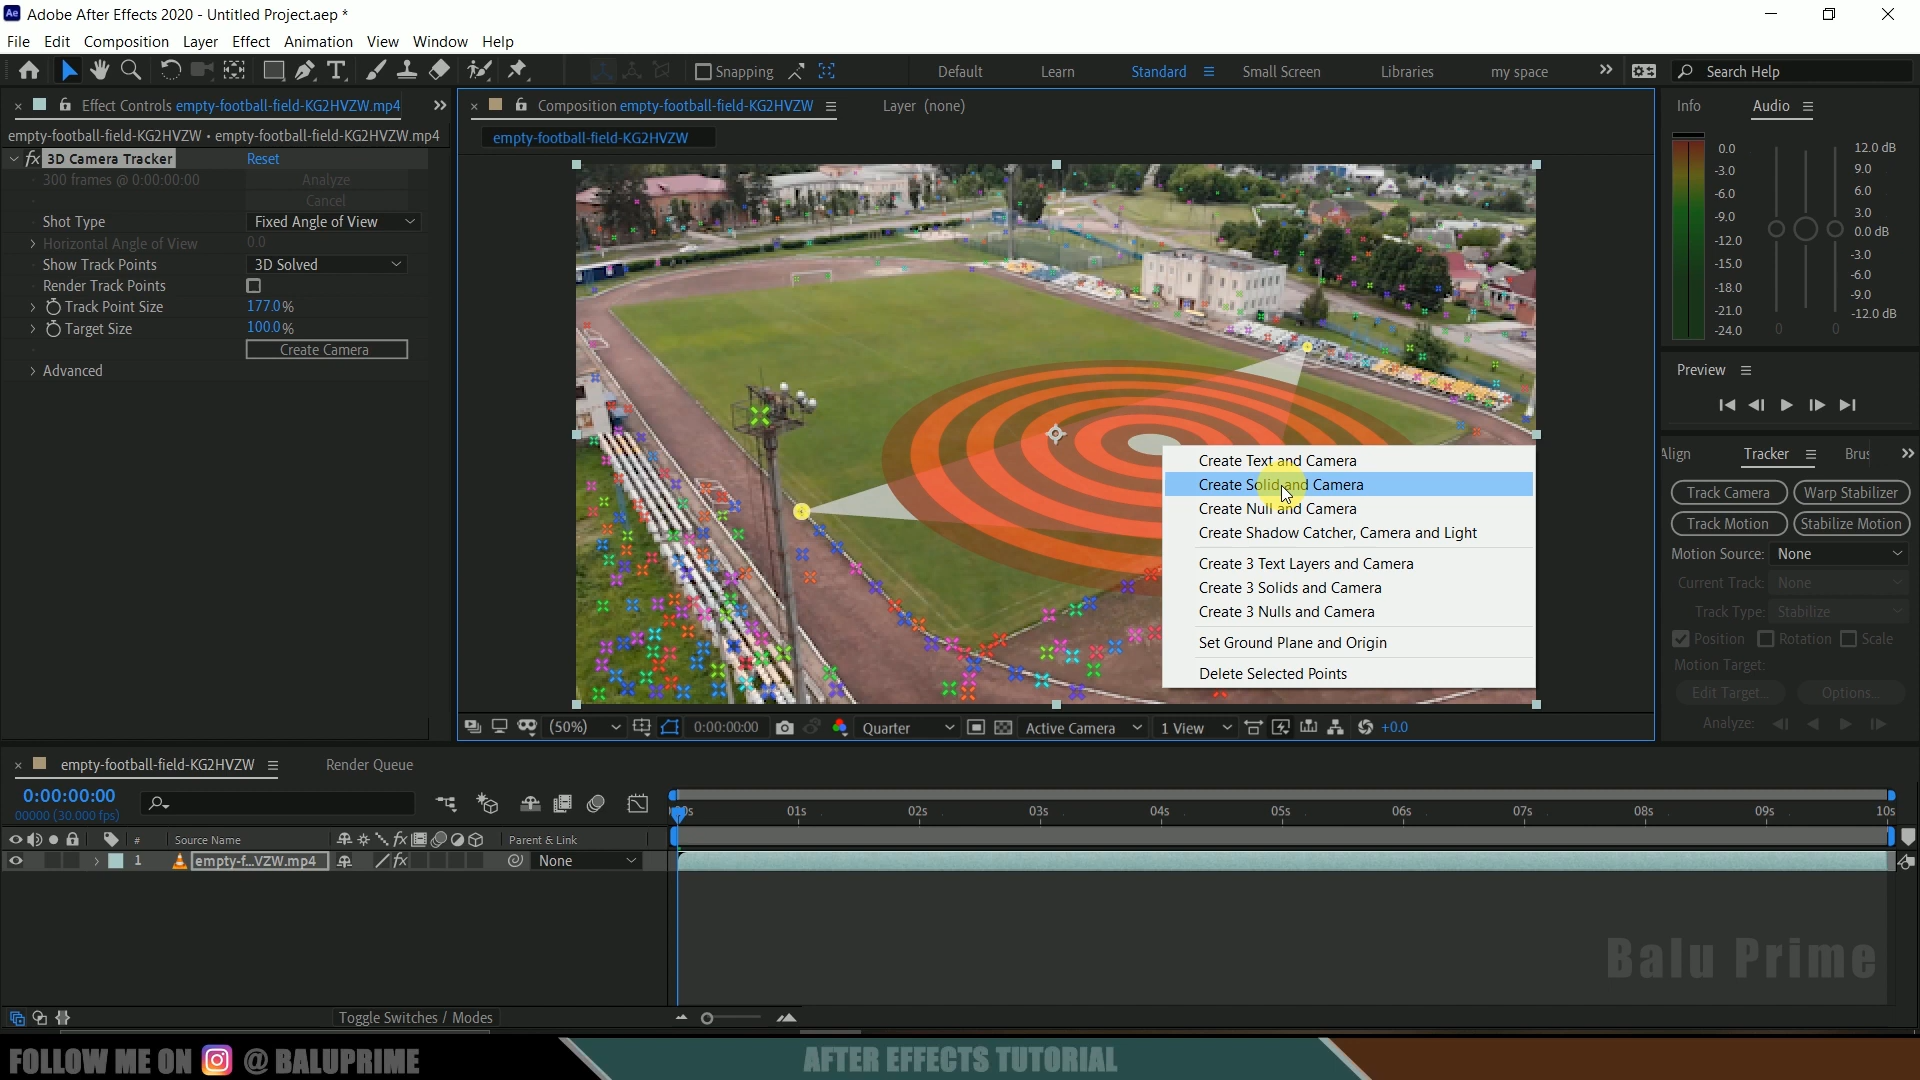 Ae Adobe After Effects 2020 - Untitled Project.aep *
File Edit Composition Layer Effect Animation View Window Help
Snapping Default Learn Standard Small Screen Libraries my space Search Help
Effect Controls empty-football-field-KG2HVZW.mp4
empty-football-field-KG2HVZW • empty-football-field-KG2HVZW.mp4
fx 3D Camera Tracker Reset
300 frames @ 0:00:00:00 Analyze
Cancel
Shot Type Fixed Angle of View
Horizontal Angle of View 0.0
Show Track Points 3D Solved
Render Track Points
Track Point Size 177.0%
Target Size 100.0%
Create Camera
Advanced
Composition empty-football-field-KG2HVZW Layer (none)
empty-football-field-KG2HVZW
Create Text and Camera
Create Solid and Camera
Create Null and Camera
Create Shadow Catcher, Camera and Light
Create 3 Text Layers and Camera
Create 3 Solids and Camera
Create 3 Nulls and Camera
Set Ground Plane and Origin
Delete Selected Points
(50%) 0:00:00:00 Quarter Active Camera 1 View +0.0
Info Audio
0.0 12.0 dB
-3.0 9.0
-6.0 6.0
-9.0 3.0
-12.0 0.0 dB
-15.0 -3.0
-18.0 -6.0
-21.0 -9.0
-24.0 0 0 -12.0 dB
Preview
Align Tracker Brus
Track Camera Warp Stabilizer
Track Motion Stabilize Motion
Motion Source: None
Current Track: None
Track Type: Stabilize
Position Rotation Scale
Motion Target:
Edit Target... Options...
Analyze:
empty-football-field-KG2HVZW Render Queue
0:00:00:00
00000 (30.000 fps)
01s 02s 03s 04s 05s 06s 07s 08s 09s 10s
# Source Name fx Parent & Link
1 empty-f...VZW.mp4 fx None
Toggle Switches / Modes
Balu Prime
FOLLOW ME ON @ BALUPRIME
AFTER EFFECTS TUTORIAL